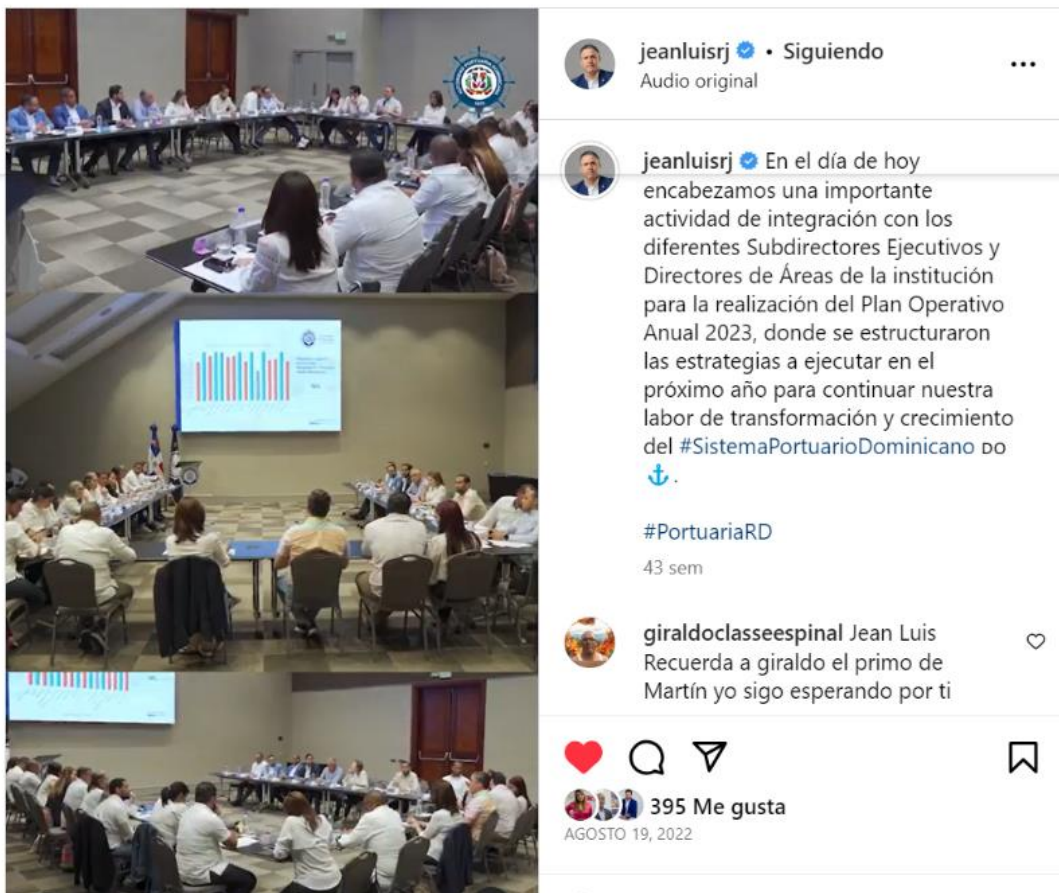 jeanluisrj • Siguiendo
Audio original
...
jeanluisrj En el día de hoy
encabezamos una importante
actividad de integración con los
diferentes Subdirectores Ejecutivos y
Directores de Áreas de la institución
para la realización del Plan Operativo
Anual 2023, donde se estructuraron
las estrategias a ejecutar en el
próximo año para continuar nuestra
labor de transformación y crecimiento
del #SistemaPortuarioDominicano DO
⚓ .
#PortuariaRD
43 sem
giraldoclasseespinal Jean Luis
Recuerda a giraldo el primo de
Martín yo sigo esperando por ti
395 Me gusta
AGOSTO 19, 2022